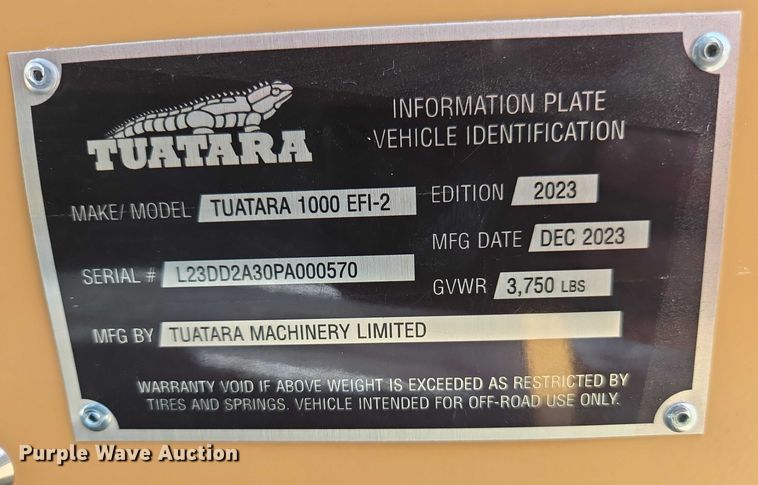 TUATARA
INFORMATION PLATE
VEHICLE IDENTIFICATION
MAKE/ MODEL TUATARA 1000 EFI-2
EDITION 2023
MFG DATE DEC 2023
SERIAL # L23DD2A30PA000570
GVWR 3,750 LBS
MFG BY TUATARA MACHINERY LIMITED
WARRANTY VOID IF ABOVE WEIGHT IS EXCEEDED AS RESTRICTED BY
TIRES AND SPRINGS. VEHICLE INTENDED FOR OFF-ROAD USE ONLY.
Purple Wave Auction